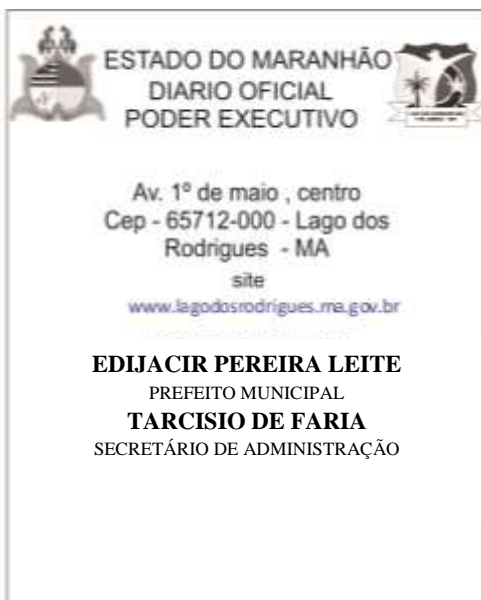 ESTADO DO MARANHÃO
DIARIO OFICIAL
PODER EXECUTIVO
Av. 1º de maio , centro
Cep - 65712-000 - Lago dos
Rodrigues - MA
site
www.lagodosrodrigues.ma.gov.br
EDIJACIR PEREIRA LEITE
PREFEITO MUNICIPAL
TARCISIO DE FARIA
SECRETÁRIO DE ADMINISTRAÇÃO